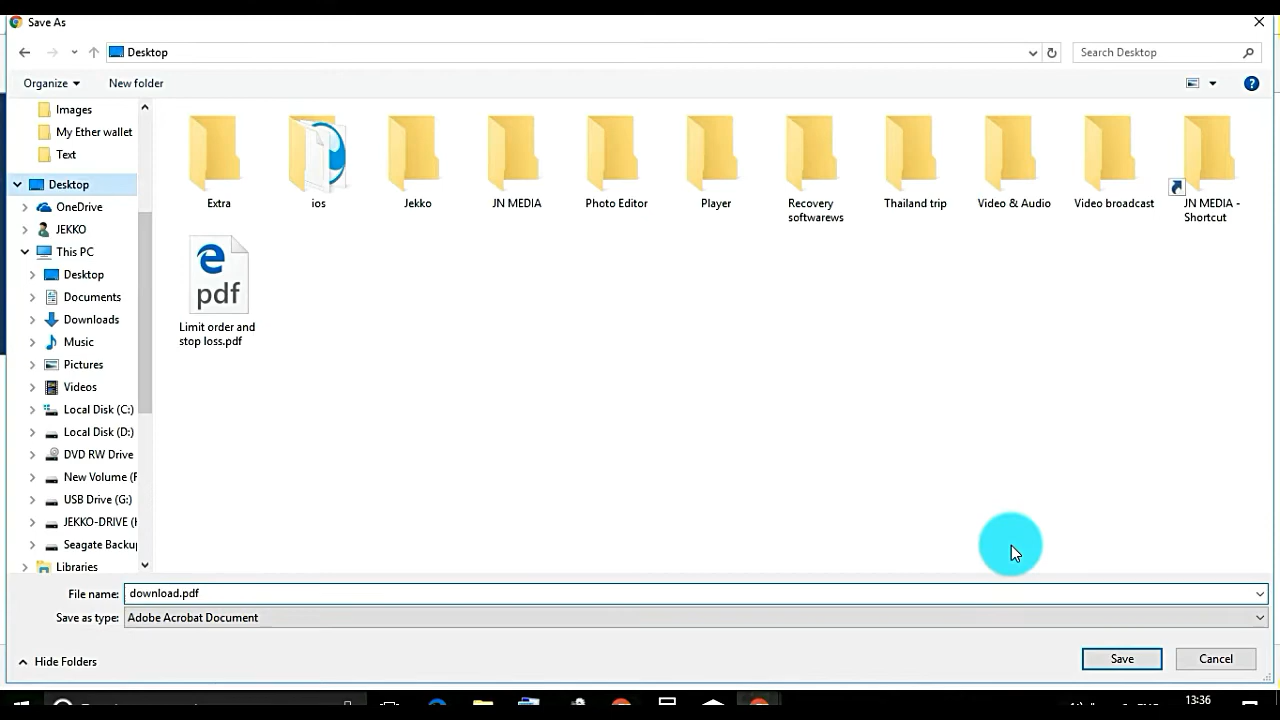 Save As
Desktop
Search Desktop
Organize
New folder
Images
My Ether wallet
Text
Desktop
OneDrive
JEKKO
This PC
Desktop
Documents
Downloads
Music
Pictures
Videos
Local Disk (C:)
Local Disk (D:)
DVD RW Drive
New Volume (F
USB Drive (G:)
JEKKO-DRIVE (H
Seagate Backup
Libraries
Extra
ios
Jekko
JN MEDIA
Photo Editor
Player
Recovery
softwarews
Thailand trip
Video & Audio
Video broadcast
JN MEDIA -
Shortcut
pdf
Limit order and
stop loss.pdf
File name:
download.pdf
Save as type:
Adobe Acrobat Document
Hide Folders
Save
Cancel
13:36